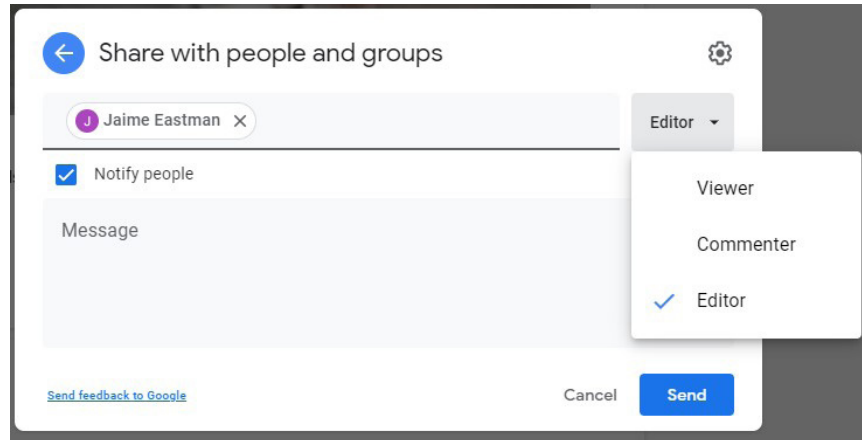 Share with people and groups
J Jaime Eastman
Editor
Notify people
Viewer
Message
Commenter
Editor
Send feedback to Google
Cancel
Send